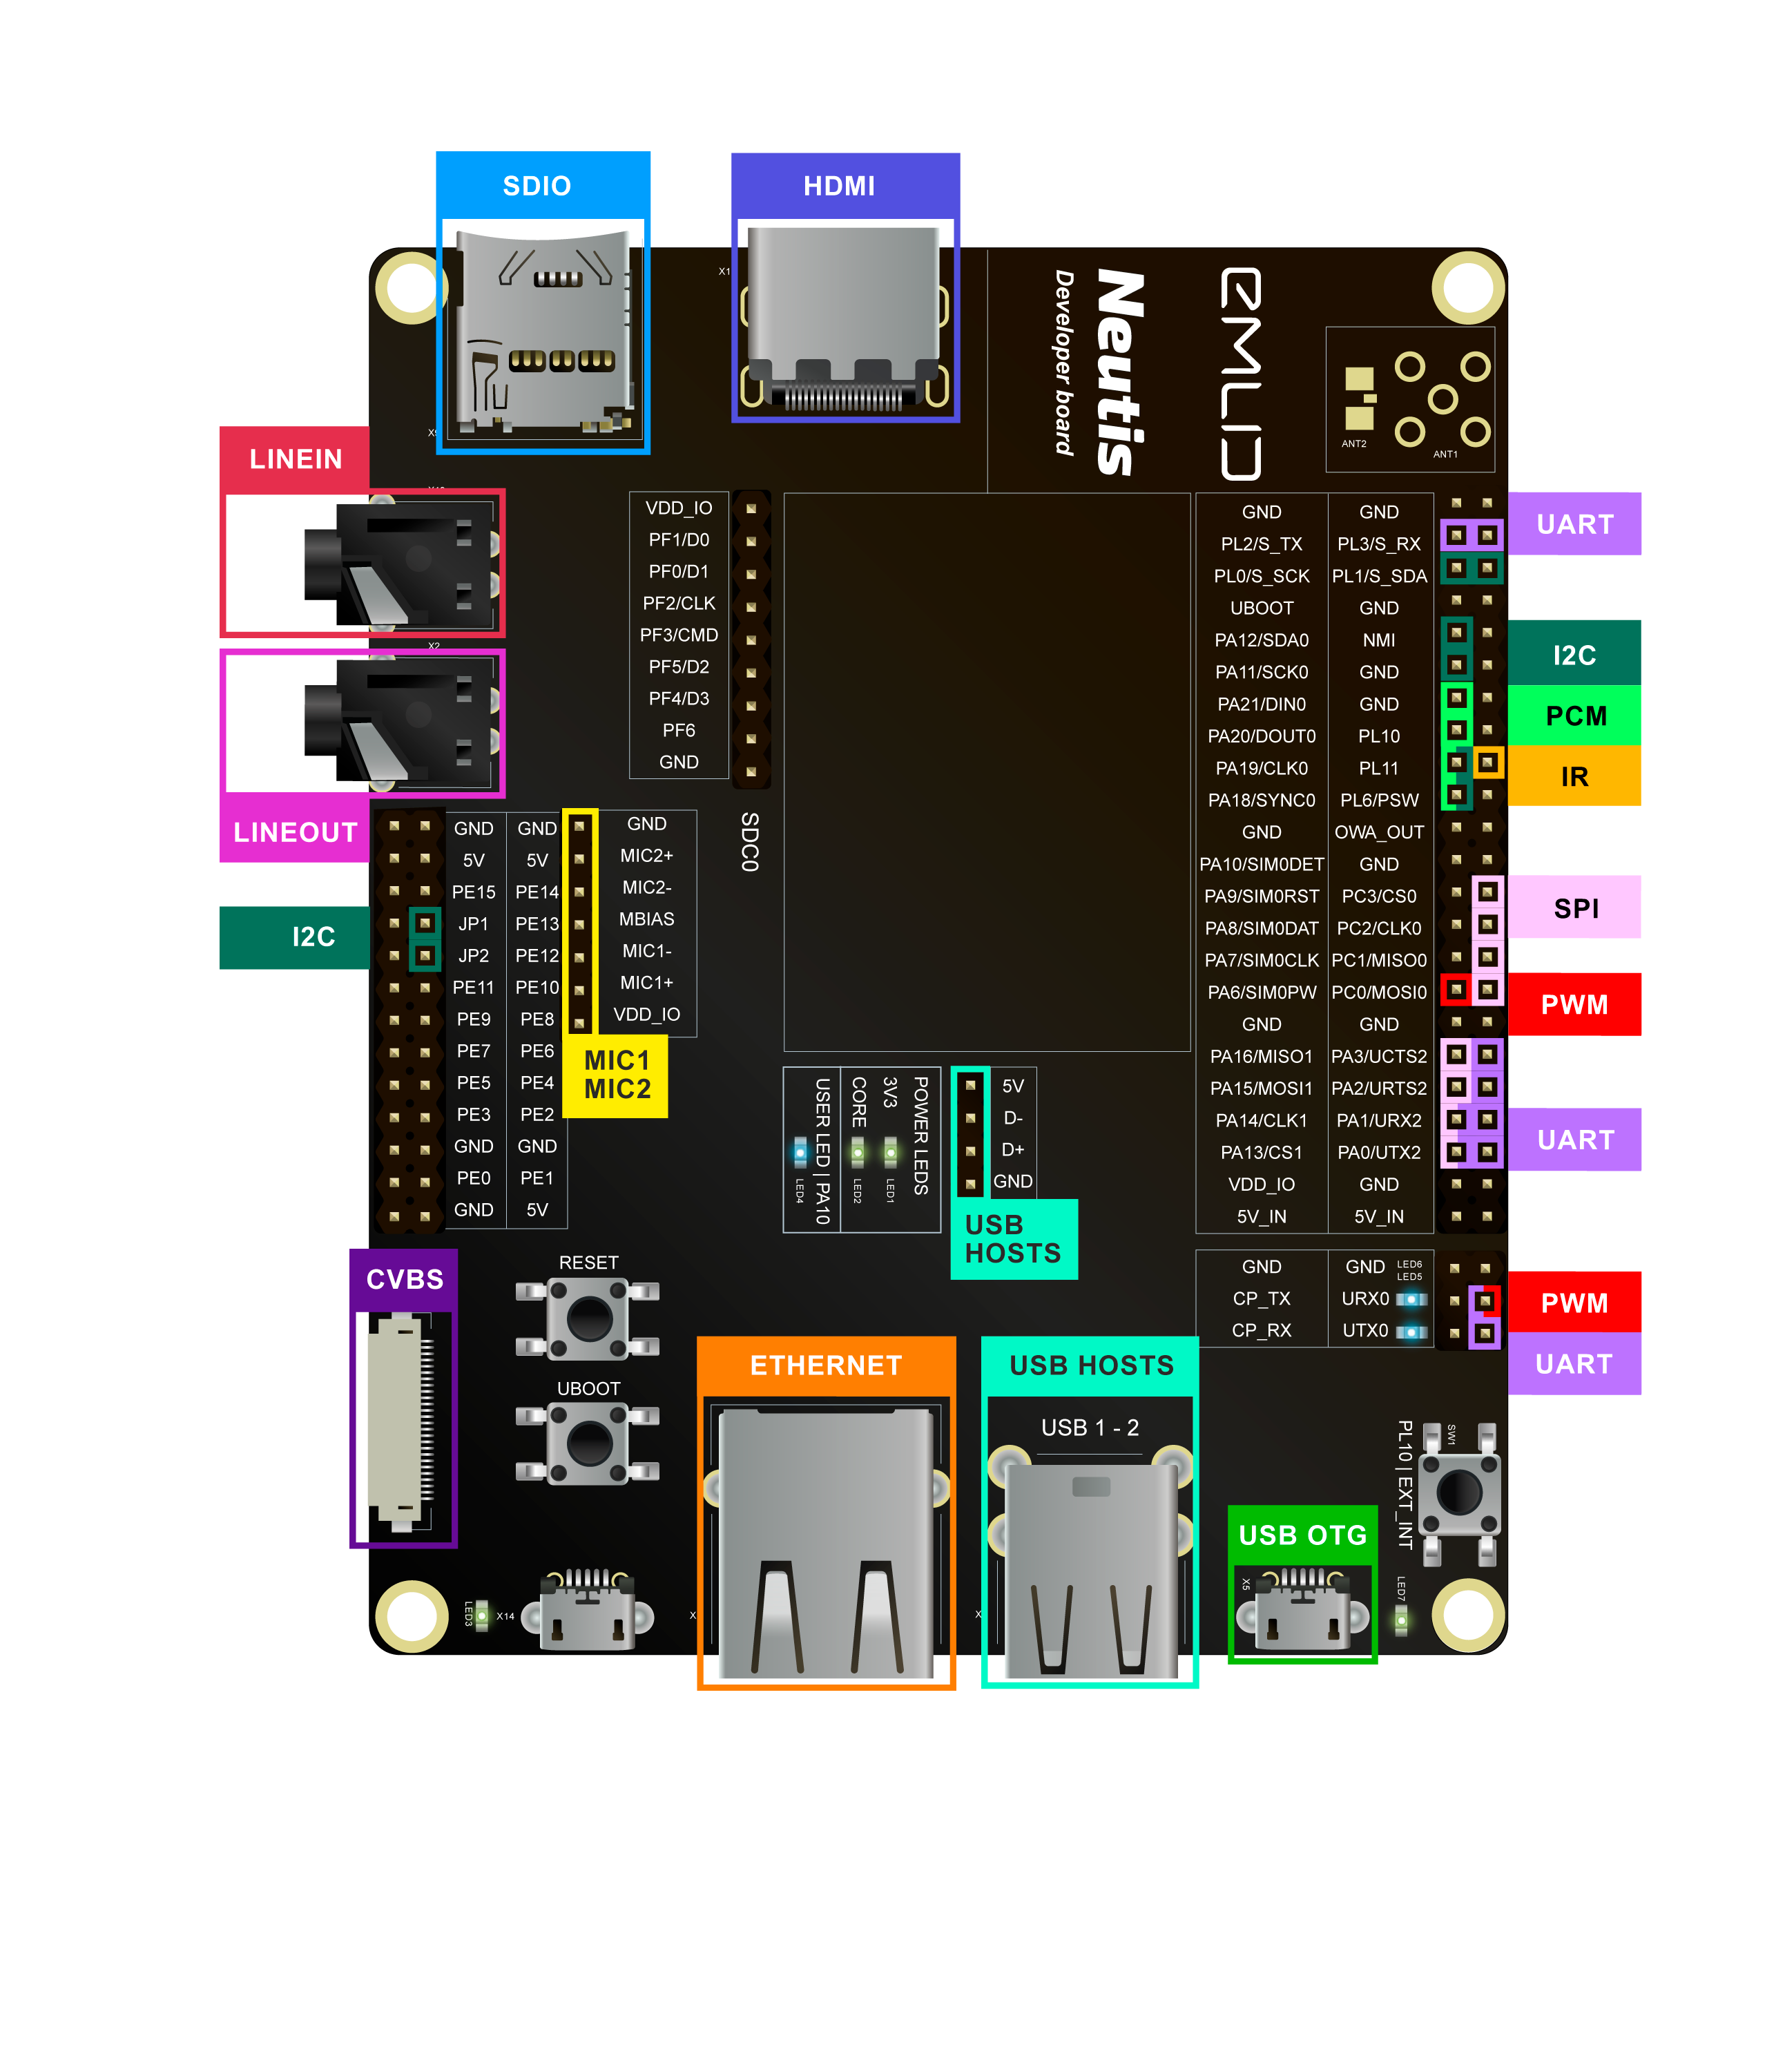 SDIO
HDMI
X1
Neutis
Developer board
EMLID
ANT2
ANT1
LINEIN
X2
LINEOUT
VDD_IO
PF1/D0
PF0/D1
PF2/CLK
PF3/CMD
PF5/D2
PF4/D3
PF6
GND
SDC0
GND GND
PL2/S_TX PL3/S_RX
PL0/S_SCK PL1/S_SDA
UBOOT GND
PA12/SDA0 NMI
PA11/SCK0 GND
PA21/DIN0 GND
PA20/DOUT0 PL10
PA19/CLK0 PL11
PA18/SYNC0 PL6/PSW
GND OWA_OUT
PA10/SIM0DET GND
PA9/SIM0RST PC3/CS0
PA8/SIM0DAT PC2/CLK0
PA7/SIM0CLK PC1/MISO0
PA6/SIM0PW PC0/MOSI0
GND GND
PA16/MISO1 PA3/UCTS2
PA15/MOSI1 PA2/URTS2
PA14/CLK1 PA1/URX2
PA13/CS1 PA0/UTX2
VDD_IO GND
5V_IN 5V_IN
UART
I2C
PCM
IR
SPI
PWM
UART
GND GND
5V 5V
PE15 PE14
JP1 PE13
JP2 PE12
PE11 PE10
PE9 PE8
PE7 PE6
PE5 PE4
PE3 PE2
GND GND
PE0 PE1
GND 5V
I2C
GND
MIC2+
MIC2-
MBIAS
MIC1-
MIC1+
VDD_IO
MIC1
MIC2
POWER LEDS
3V3
CORE
USER LED | PA10
LED4
LED2
LED1
5V
D-
D+
GND
USB
HOSTS
GND GND
CP_TX URX0
CP_RX UTX0
LED6
LED5
PWM
UART
CVBS
RESET
UBOOT
ETHERNET
USB HOSTS
USB 1 - 2
USB OTG
X5
PL10 | EXT_INT
SW1
LED7
LED3
X14